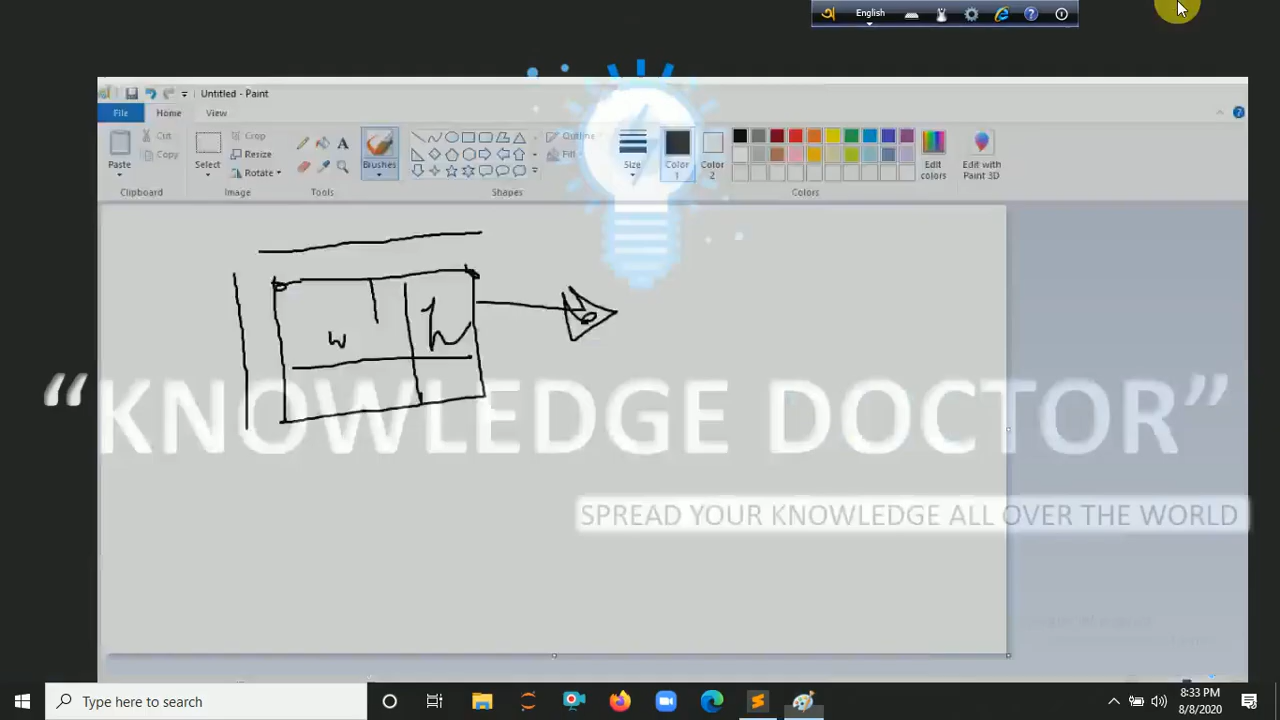 English
Untitled - Paint
File Home View
Cut
Copy
Paste
Clipboard
Crop
Resize
Rotate
Select
Image
Tools
Brushes
Outline
Fill
Shapes
Size
Color 1
Color 2
Colors
Edit colors
Edit with Paint 3D
w h
“KNOWLEDGE DOCTOR”
SPREAD YOUR KNOWLEDGE ALL OVER THE WORLD
Type here to search
8:33 PM
8/8/2020